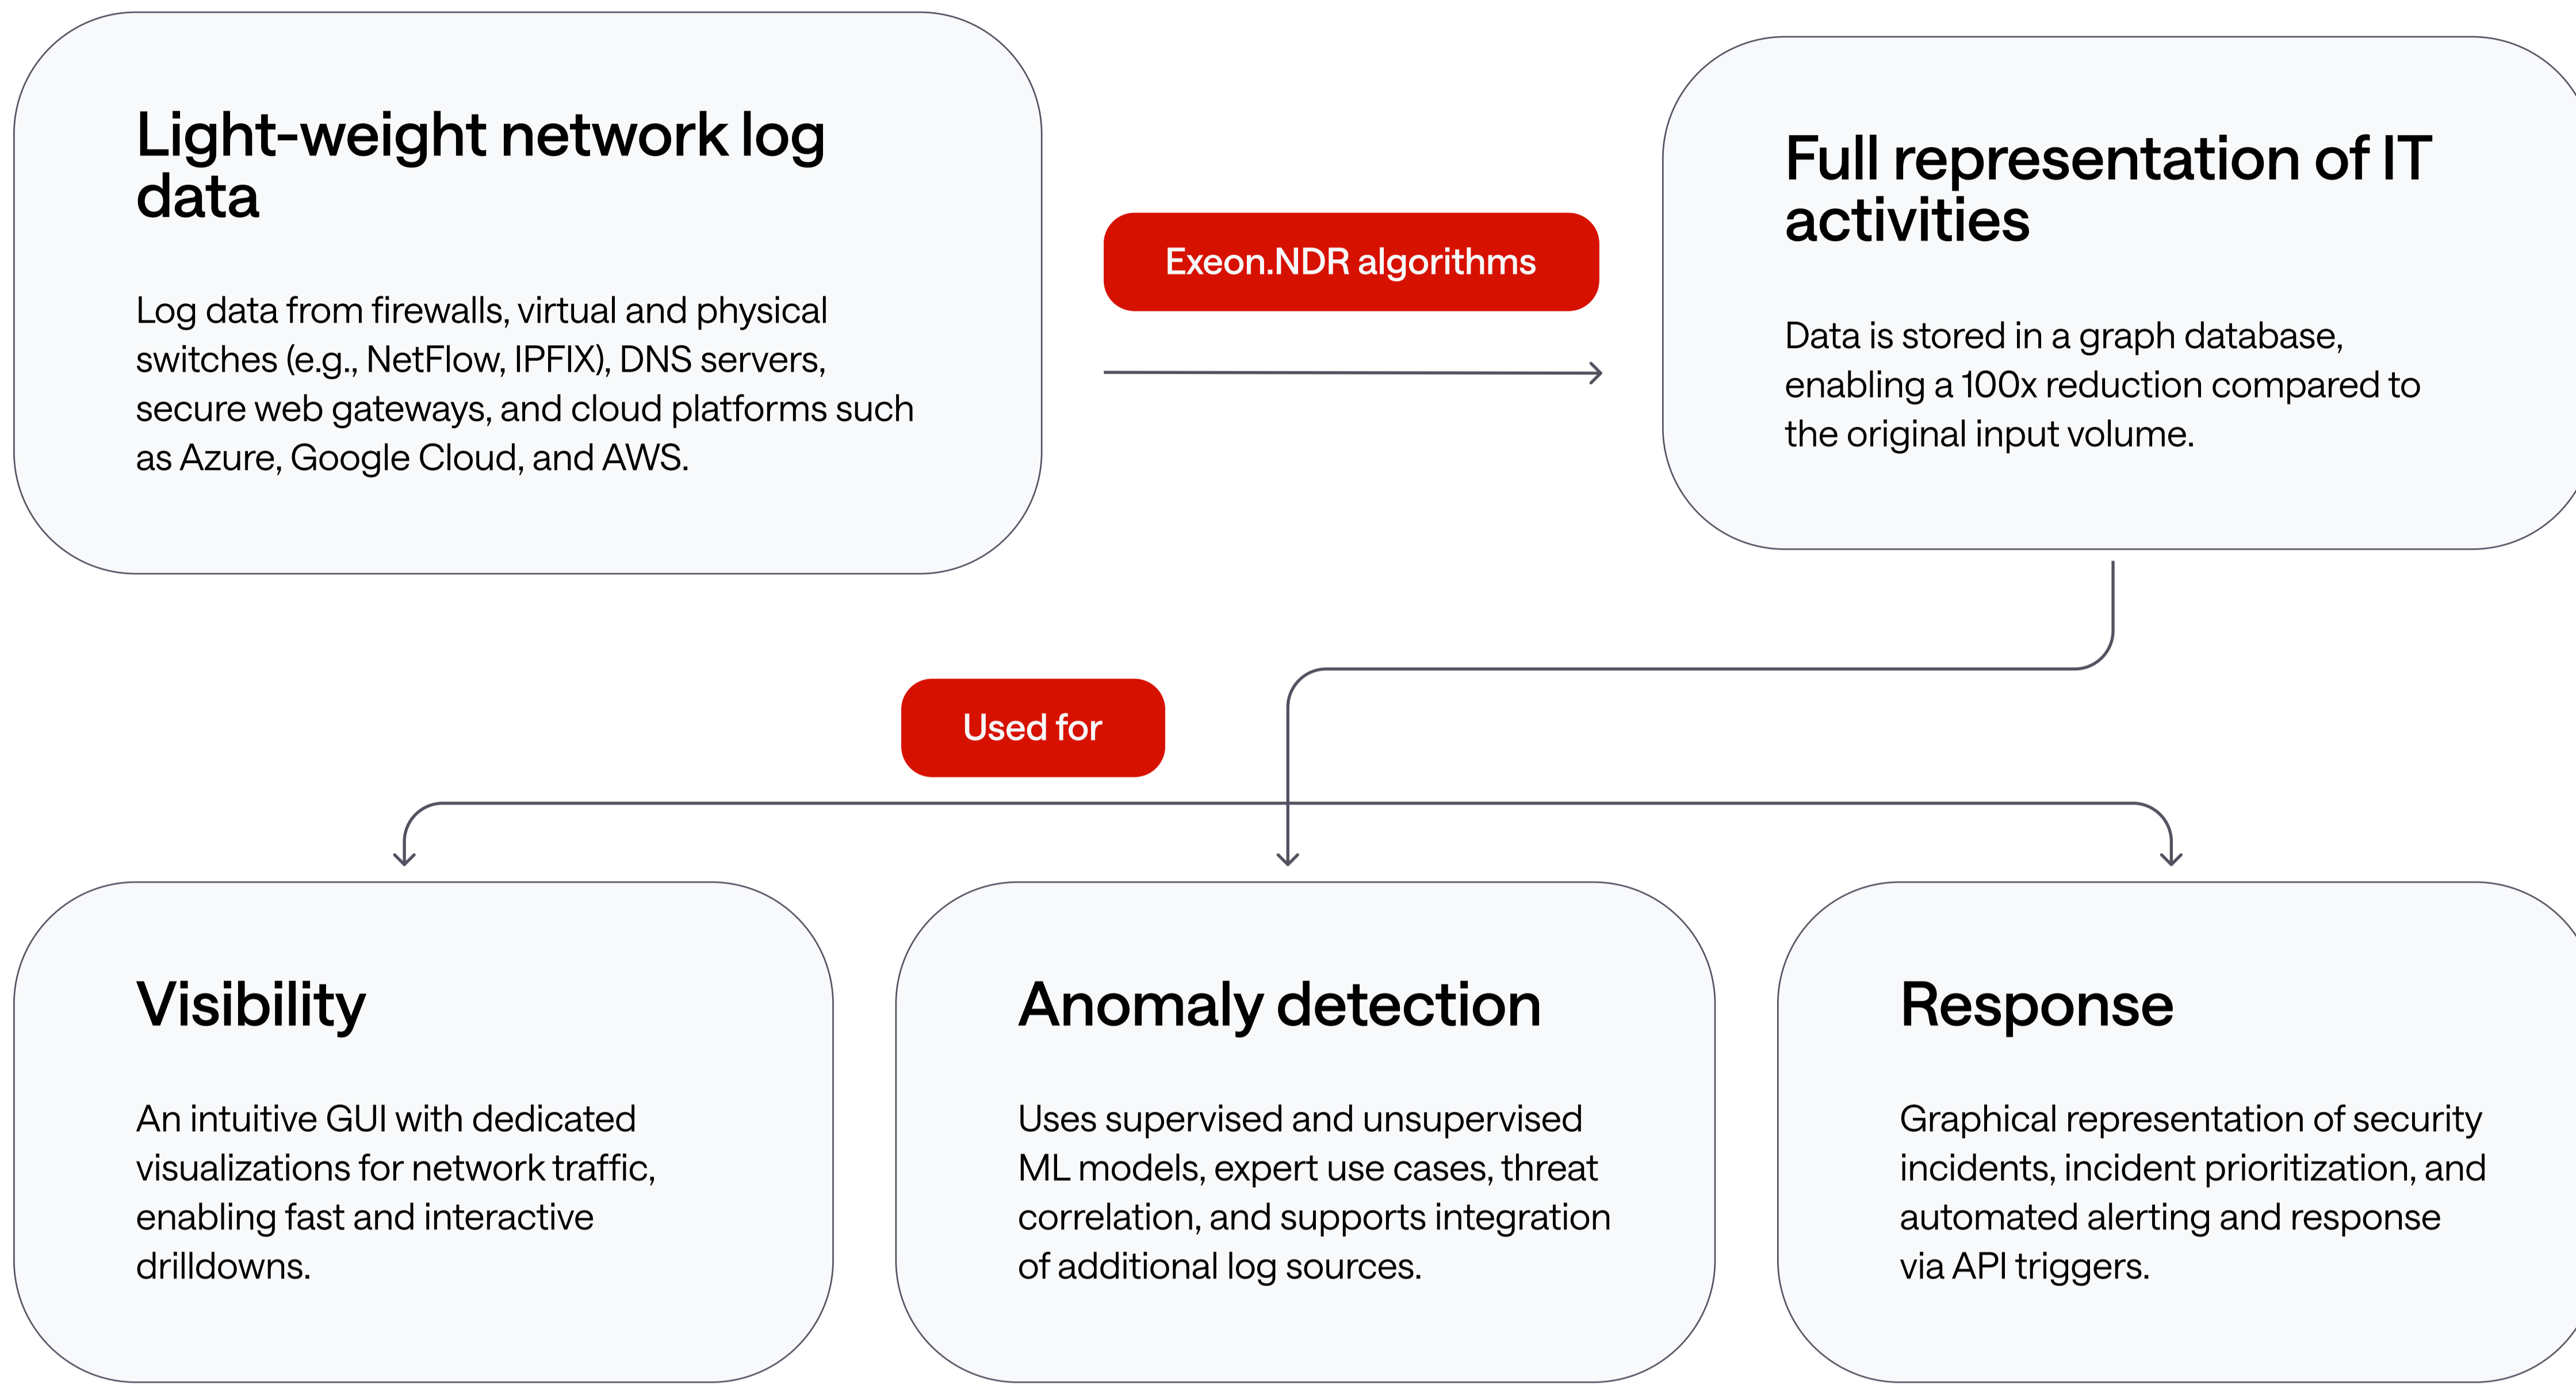 Light-weight network log
data
Log data from firewalls, virtual and physical
switches (e.g., NetFlow, IPFIX), DNS servers,
secure web gateways, and cloud platforms such
as Azure, Google Cloud, and AWS.
Exeon.NDR algorithms
Full representation of IT
activities
Data is stored in a graph database,
enabling a 100x reduction compared to
the original input volume.
Used for
Visibility
An intuitive GUI with dedicated
visualizations for network traffic,
enabling fast and interactive
drilldowns.
Anomaly detection
Uses supervised and unsupervised
ML models, expert use cases, threat
correlation, and supports integration
of additional log sources.
Response
Graphical representation of security
incidents, incident prioritization, and
automated alerting and response
via API triggers.